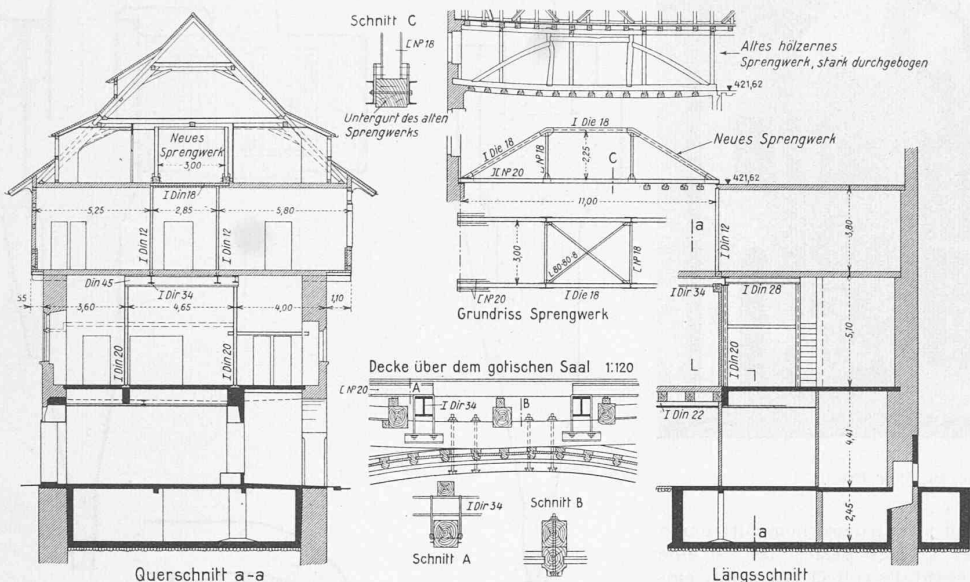 Schnitt C
[ Nº 18
Untergurt des alten
Sprengwerks
Altes hölzernes
Sprengwerk, stark durchgebogen
421,62
Neues
Sprengwerk
3,00
I Din 18
5,25
2,85
5,80
I Din 12
I Din 12
Din 45
I Dir 34
55
3,60
4,65
4,00
1,10
I Din 20
I Din 20
Querschnitt a-a
I Die 18
I Die 18
[ Nº 18
2,25
C
][ Nº 20
Neues Sprengwerk
11,00
421,62
3,00
L 80·80·8
[ Nº 18
[ Nº 20
I Die 18
Grundriss Sprengwerk
a
I Din 12
3,80
I Dir 34
I Din 28
5,10
I Din 20
L
I Din 22
4,41
2,45
a
Längsschnitt
Decke über dem gotischen Saal 1:120
[ Nº 20
A
I Dir 34
B
I Dir 34
Schnitt A
Schnitt B